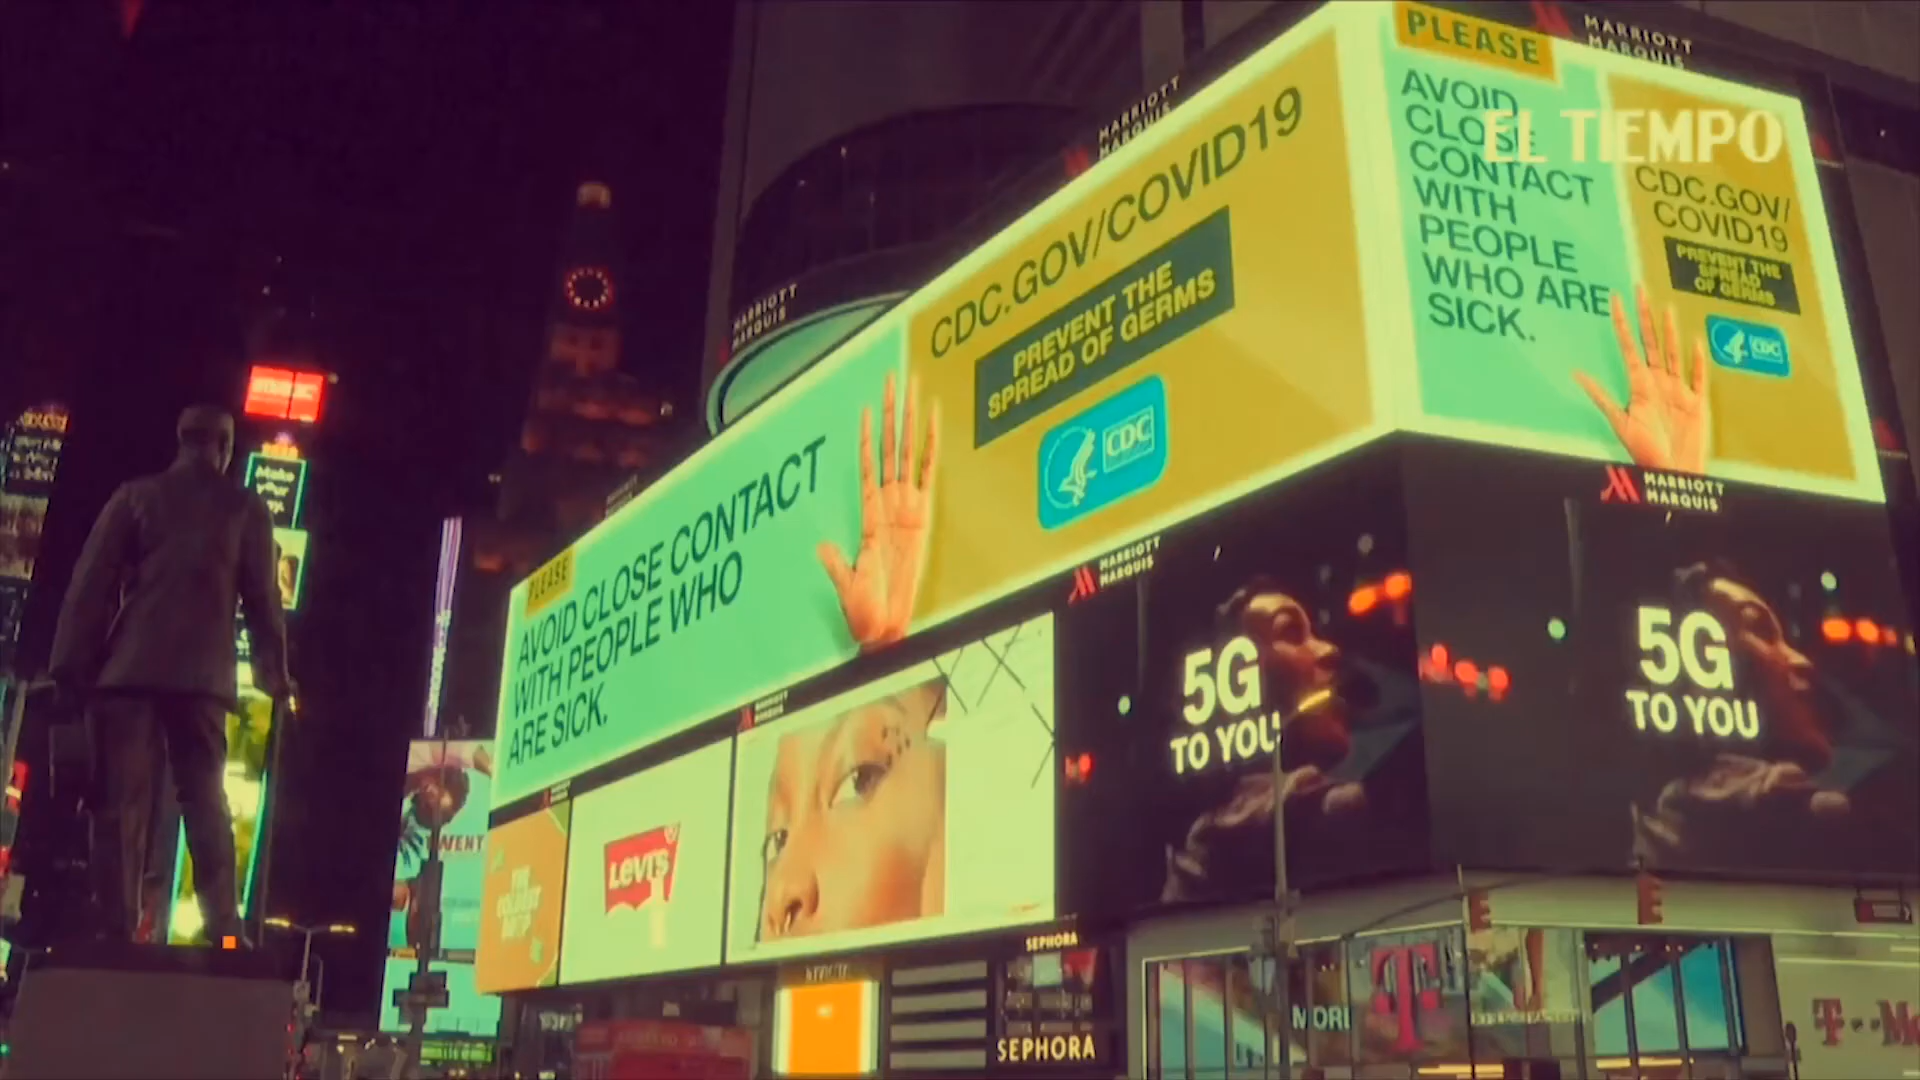 PLEASE
AVOID CLOSE CONTACT
WITH PEOPLE WHO
ARE SICK.
CDC.GOV/COVID19
PREVENT THE
SPREAD OF GERMS
CDC
PLEASE
AVOID
CLOSE
CONTACT
WITH
PEOPLE
WHO ARE
SICK.
CDC.GOV/
COVID19
PREVENT THE
SPREAD
OF GERMS
CDC
EL TIEMPO
MARRIOTT
MARQUIS
MARRIOTT
MARQUIS
MARRIOTT
MARQUIS
MARRIOTT
MARQUIS
MARRIOTT
MARQUIS
5G
TO YOU
5G
TO YOU
LEVI'S
SEPHORA
SEPHORA
T